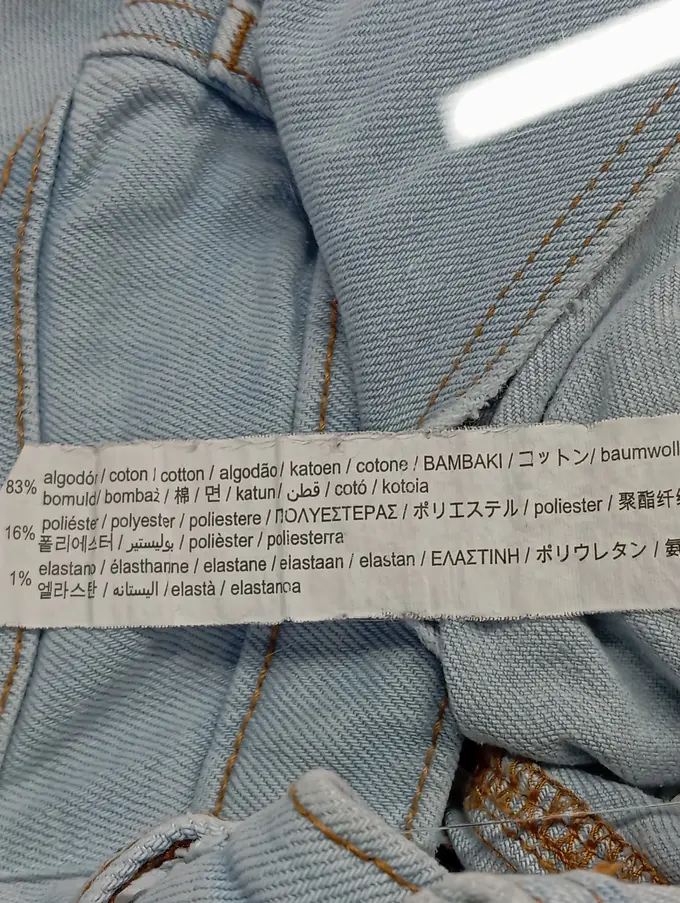 83% algodón / coton / cotton / algodão / katoen / cotone / BAMBAKI / コットン / baumwoll
bomuld / bombaž / 棉 / 면 / katun / قطن / cotó / kotoia
16% poliéster / polyester / poliestere / ΠΟΛΥΕΣΤΕΡΑΣ / ポリエステル / poliester / 聚酯纤
폴리에스터 / بوليستير / polièster / poliesterra
1% elastano / élasthanne / elastane / elastaan / elastan / ΕΛΑΣΤΙΝΗ / ポリウレタン / 氨
엘라스탄 / الیستانه / elastà / elastanoa